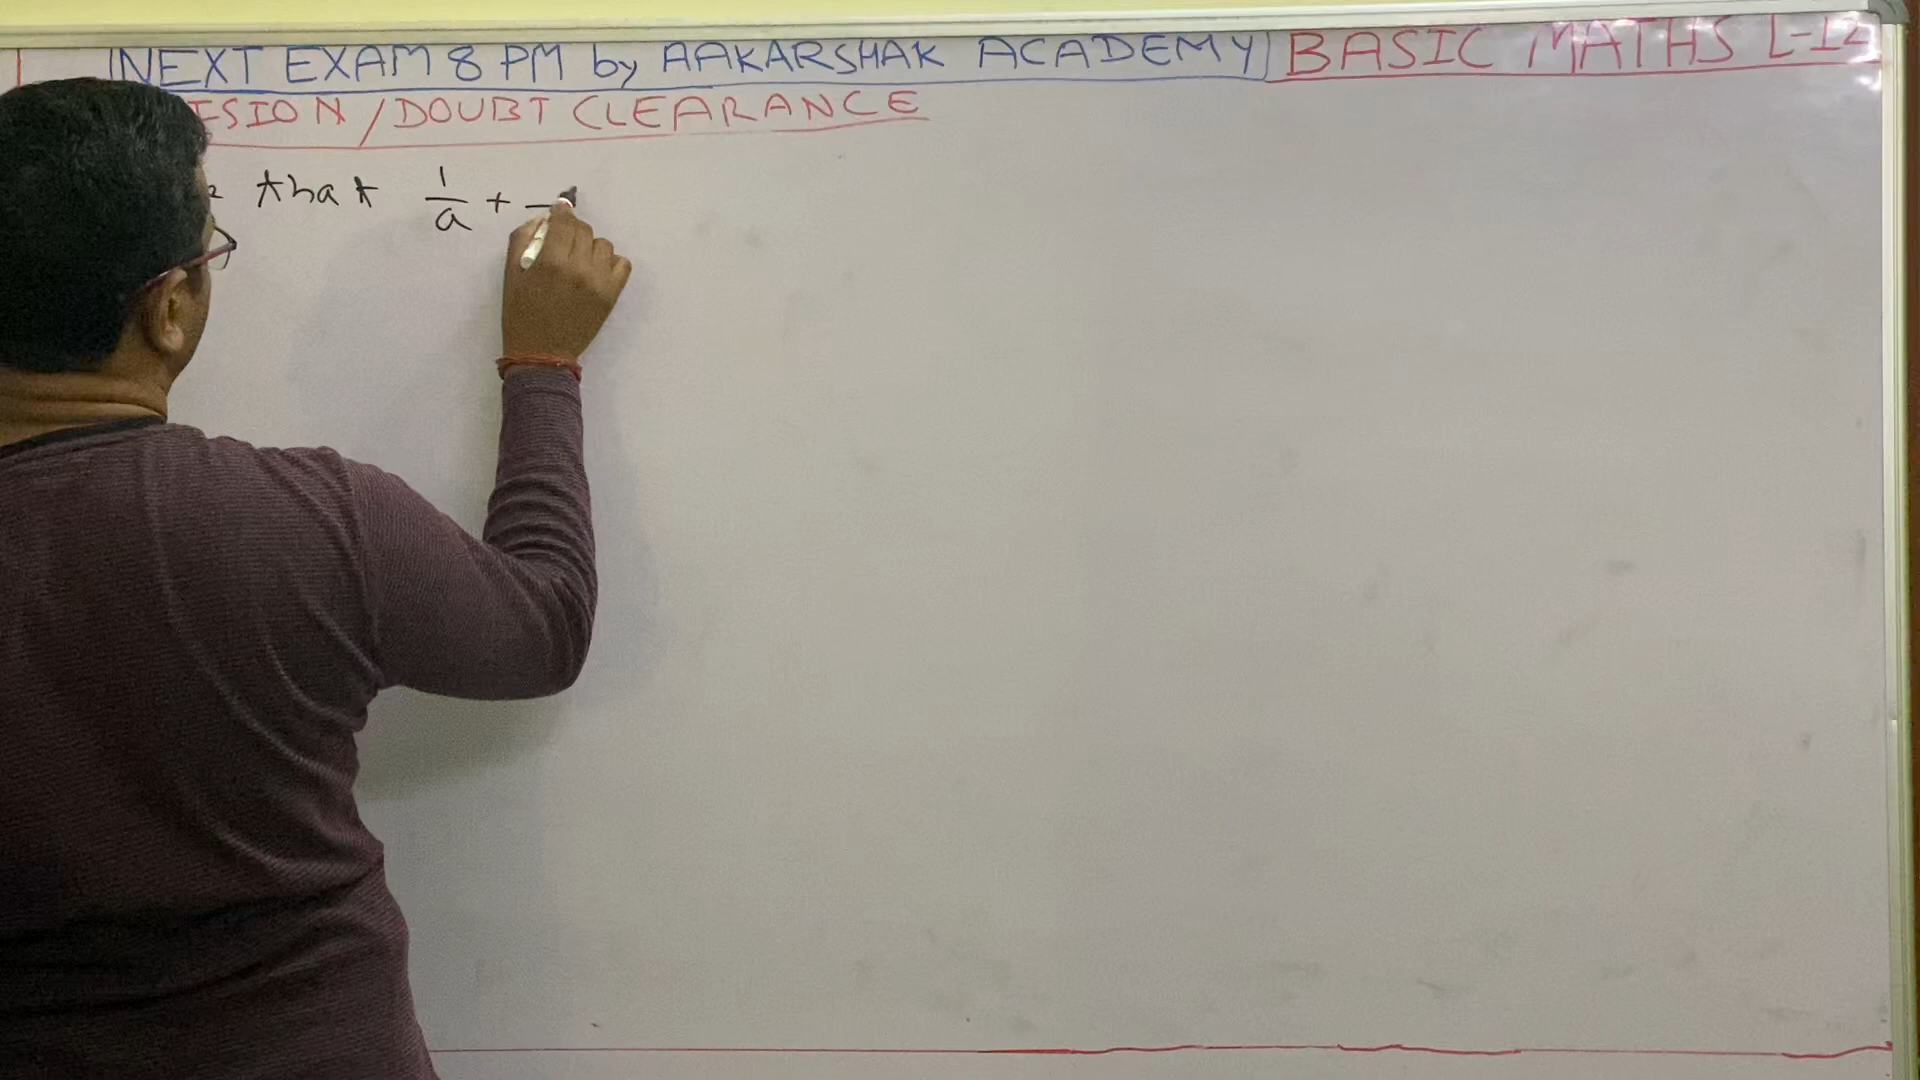 NEXT EXAM 8 PM by AAKARSHAK ACADEMY BASIC MATHS L-12
/DOUBT CLEARANCE
that 1/a +